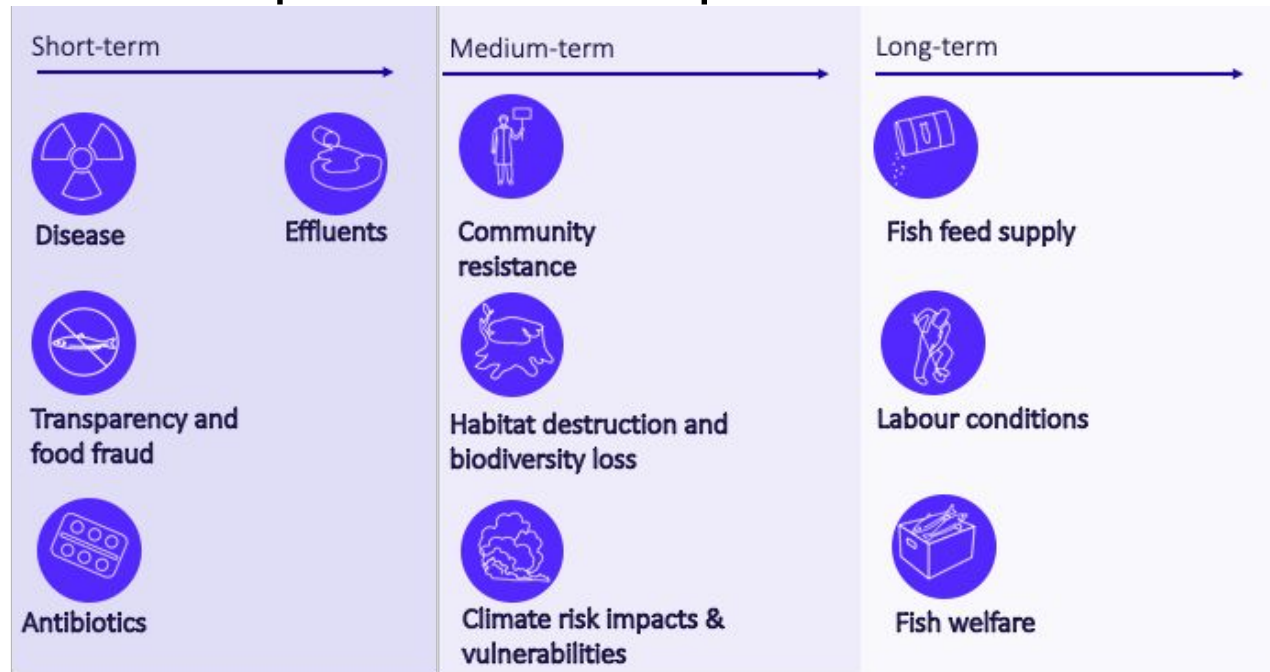 Short-term
Disease
Effluents
Transparency and
food fraud
Antibiotics
Medium-term
Community
resistance
Habitat destruction and
biodiversity loss
Climate risk impacts &
vulnerabilities
Long-term
Fish feed supply
Labour conditions
Fish welfare